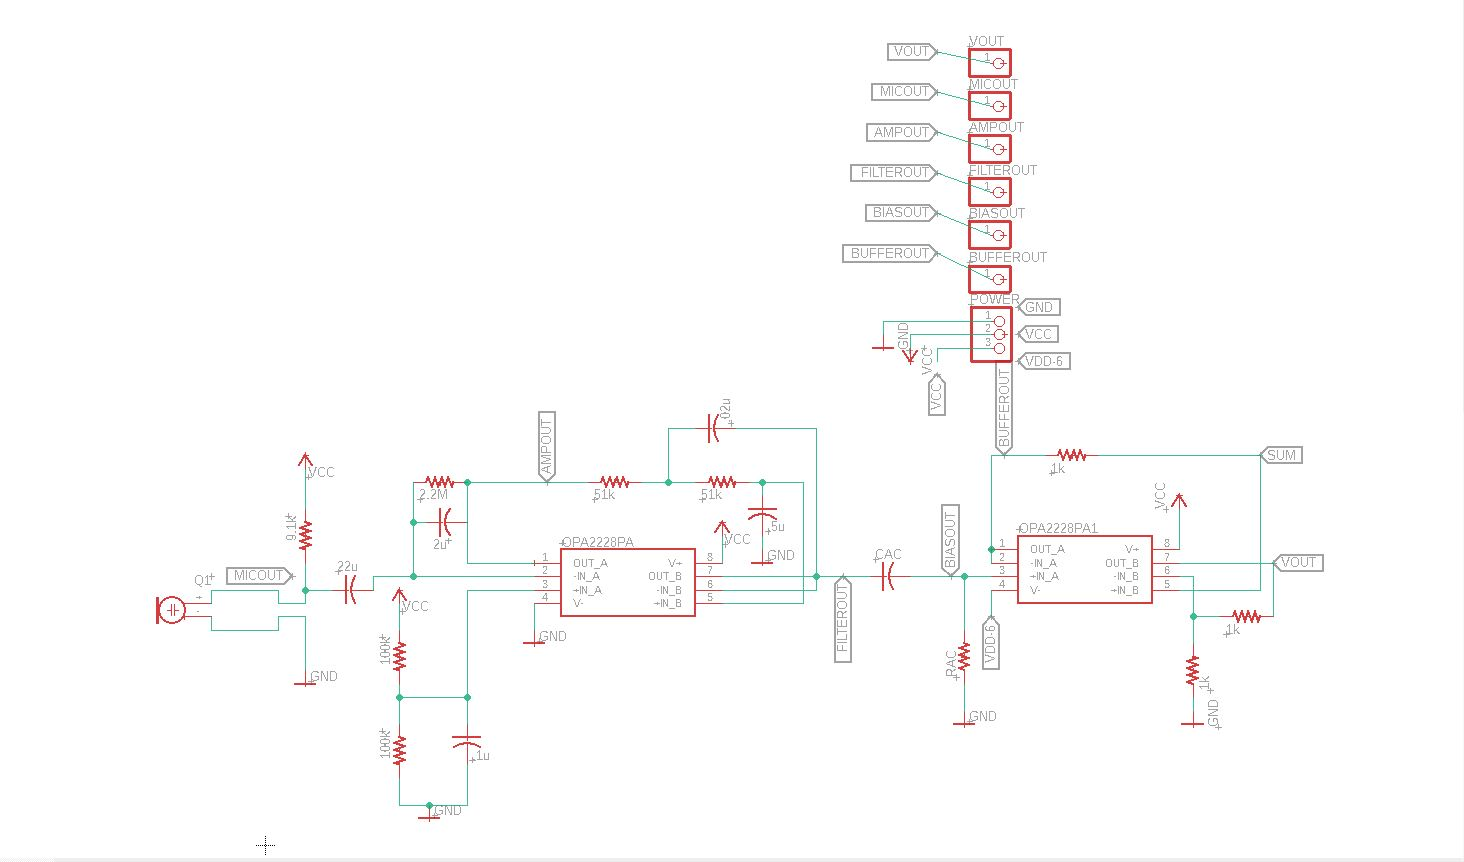 VOUT
VOUT
1
MICOUT
MICOUT
1
AMPOUT
AMPOUT
1
FILTEROUT
FILTEROUT
1
BIASOUT
BIASOUT
1
BUFFEROUT
BUFFEROUT
1
POWER
1
2
3
GND
VCC
VDD-6
GND
VCC
VCC
BUFFEROUT
AMPOUT
2.2M
2u
51k
51k
5u
GND
VCC
9.1k
MICOUT
Q1
+
-
22u
GND
VCC
100k
100k
1u
GND
OPA2228PA
1 OUT_A V+ 8
2 -IN_A OUT_B 7
3 +IN_A -IN_B 6
4 V- +IN_B 5
VCC
GND
FILTEROUT
CAC
BIASOUT
RAC
GND
VDD-6
1k
SUM
VCC
OPA2228PA1
1 OUT_A V+ 8
2 -IN_A OUT_B 7
3 +IN_A -IN_B 6
4 V- +IN_B 5
VOUT
1k
1k
GND